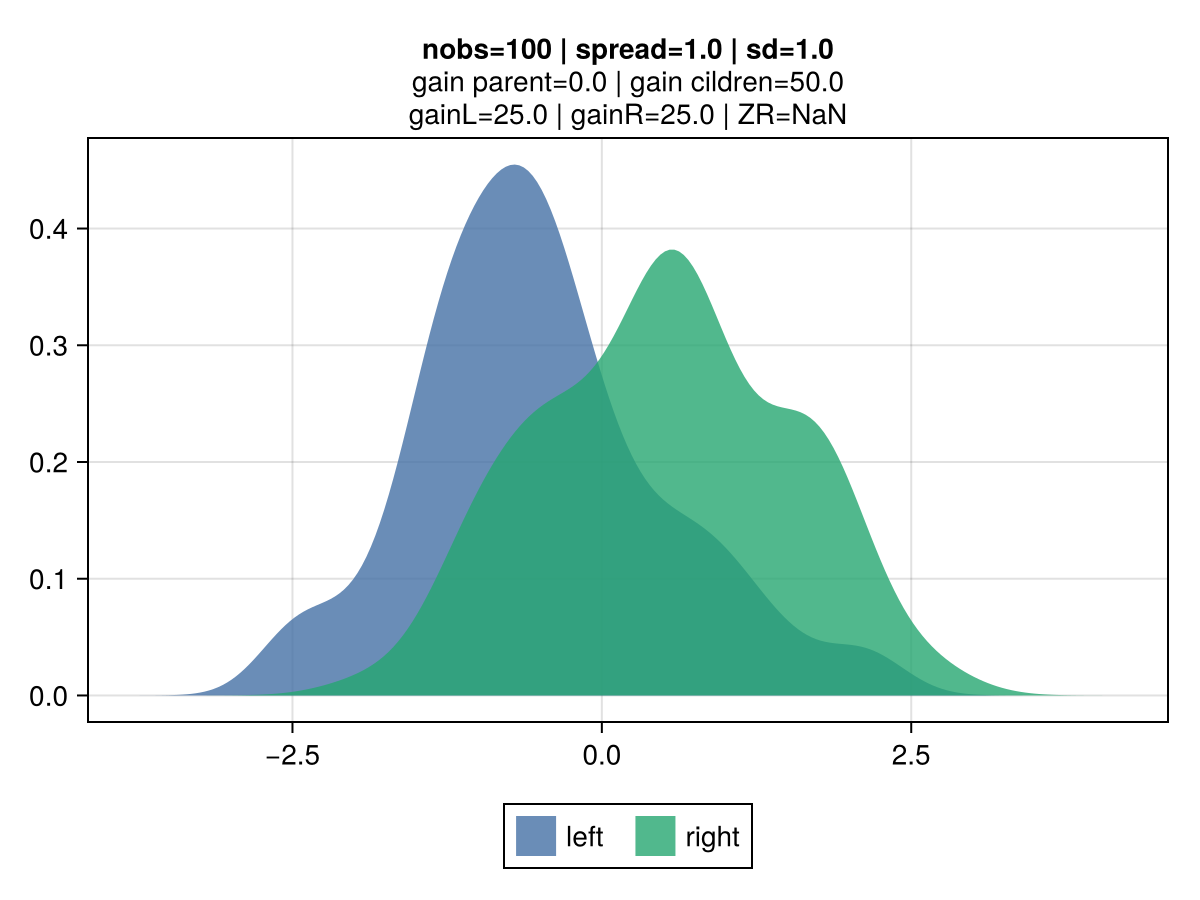 nobs=100 | spread=1.0 | sd=1.0
gain parent=0.0 | gain cildren=50.0
gainL=25.0 | gainR=25.0 | ZR=NaN
0.4
0.3
0.2
0.1
0.0
−2.5
0.0
2.5
left
right